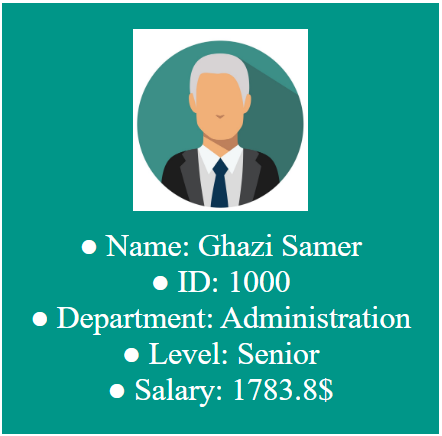 ● Name: Ghazi Samer
● ID: 1000
● Department: Administration
● Level: Senior
● Salary: 1783.8$